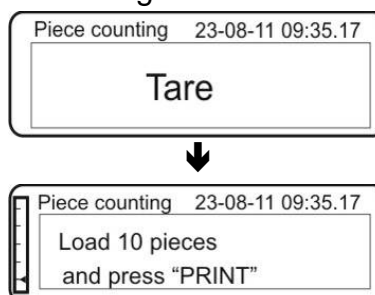 Piece counting 23-08-11 09:35.17
Tare
Piece counting 23-08-11 09:35.17
Load 10 pieces
and press “PRINT”